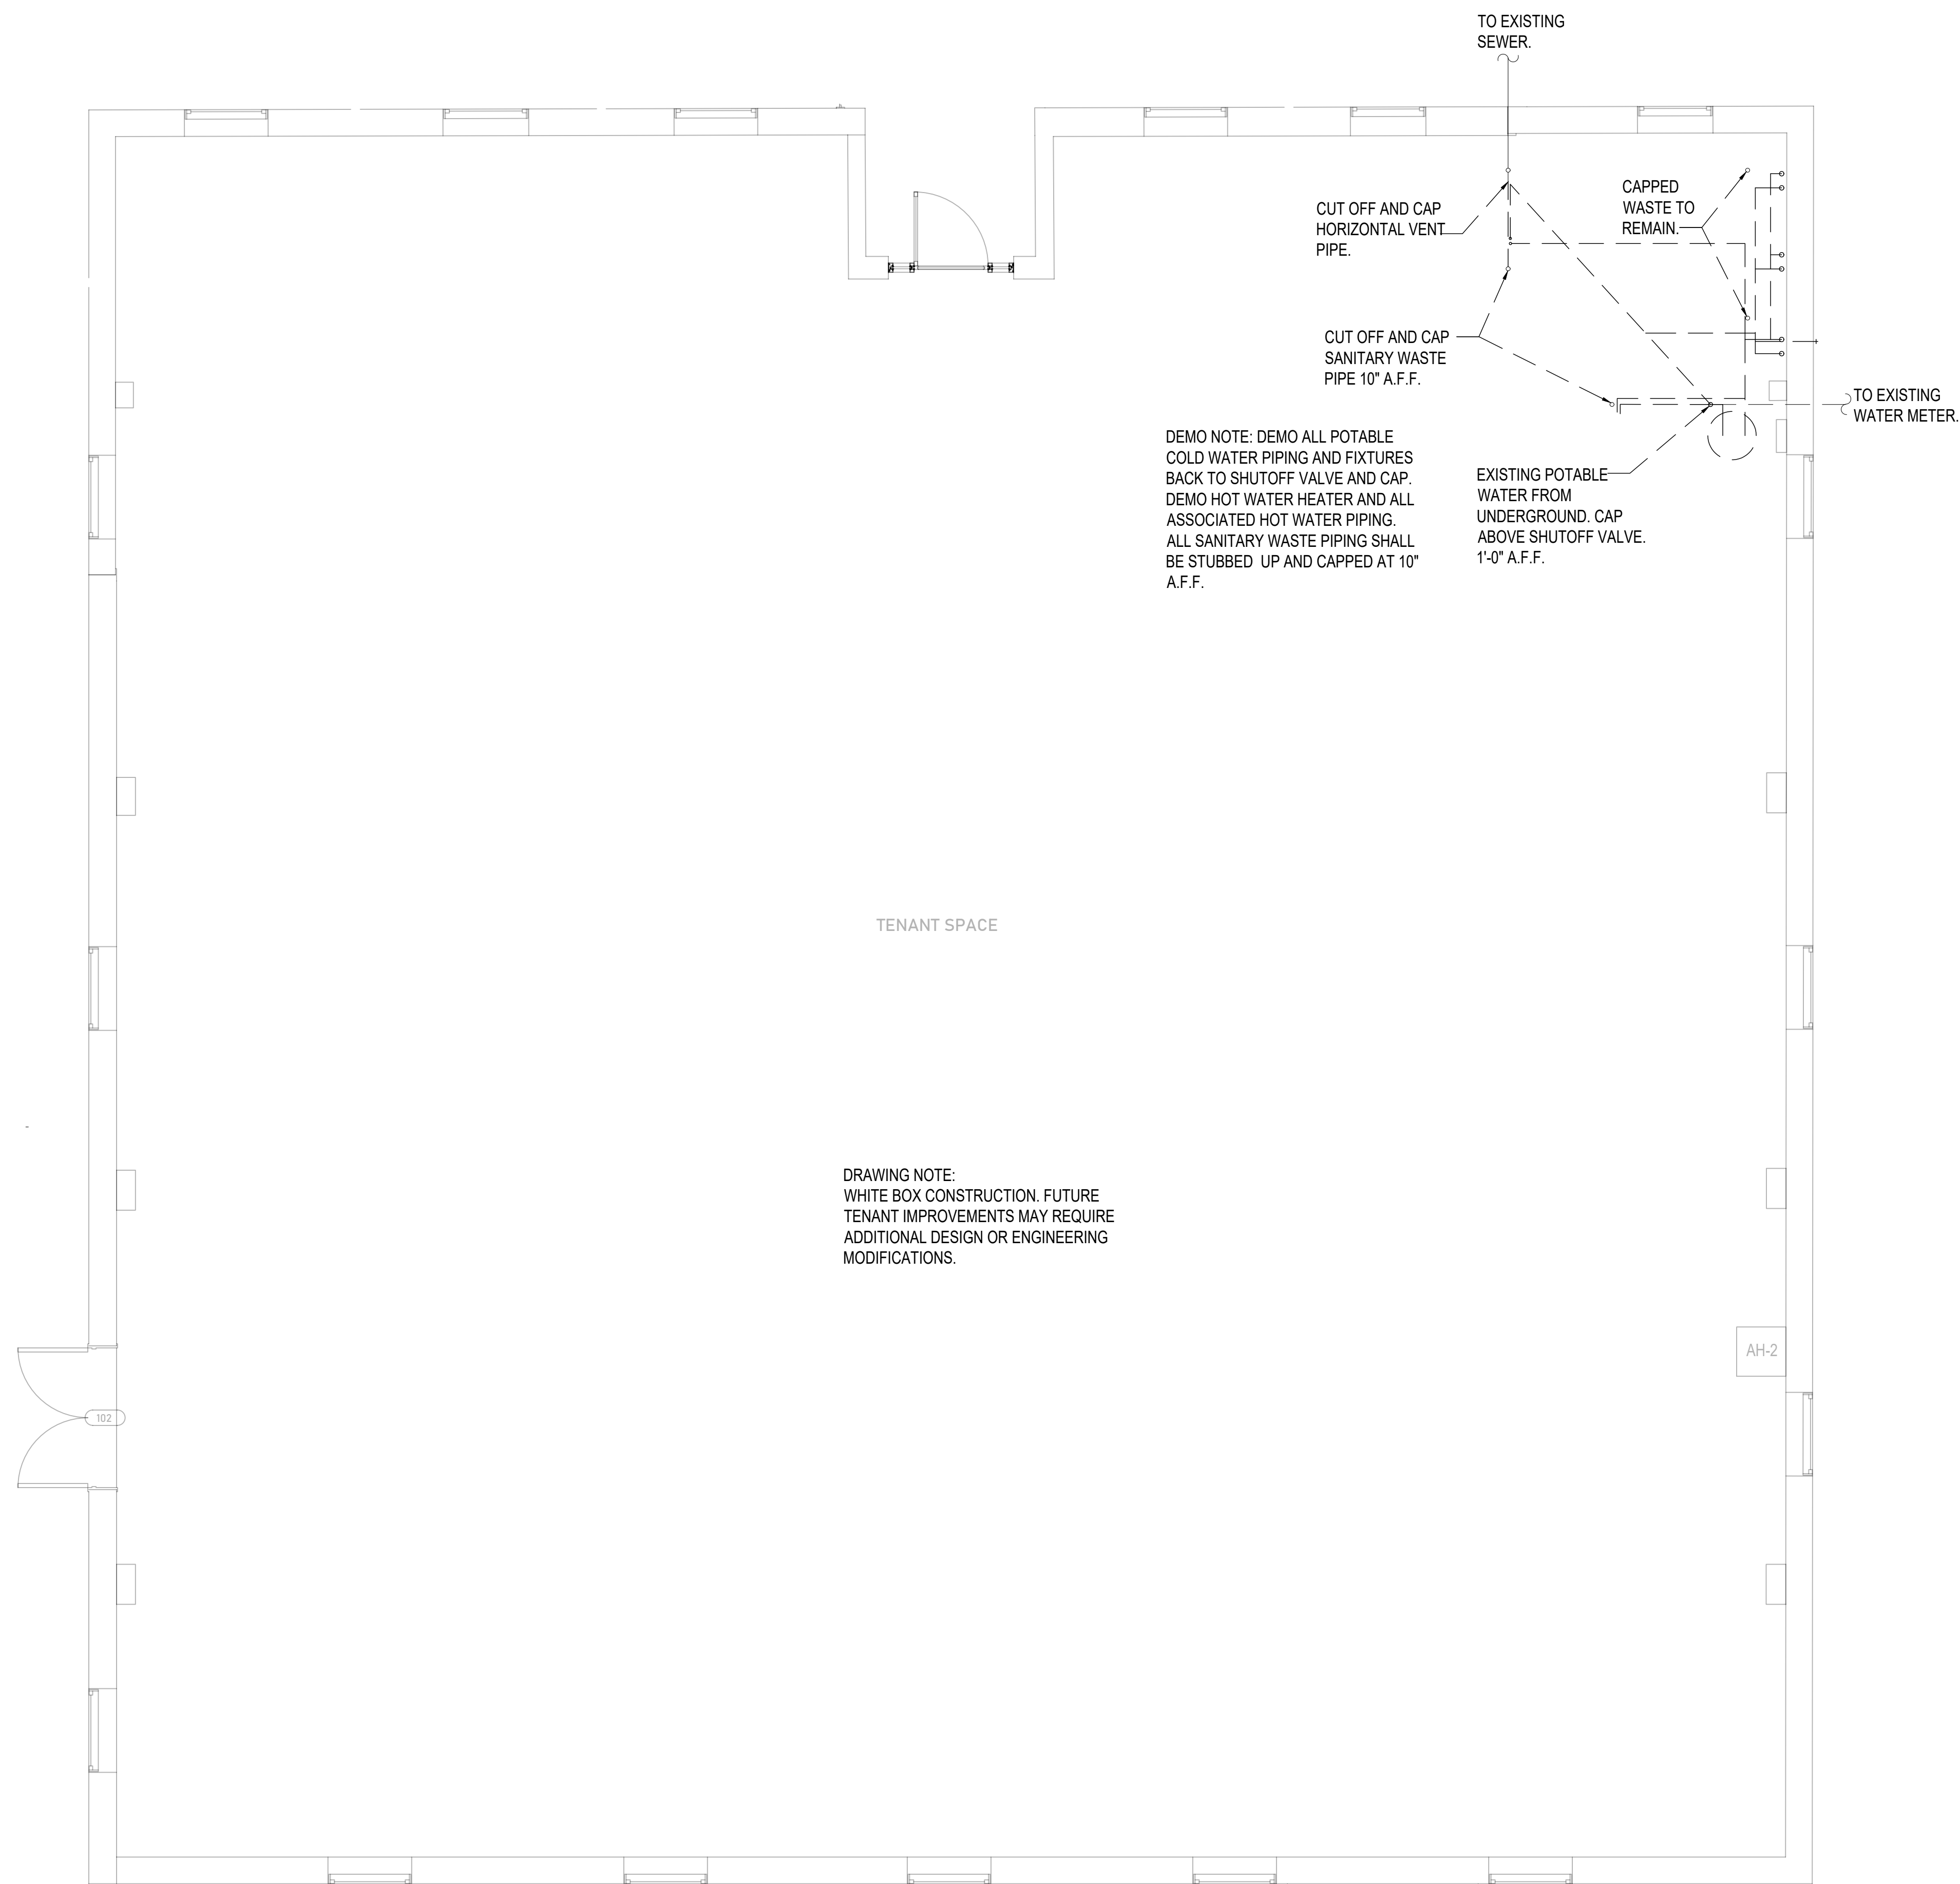 TO EXISTING
SEWER.
CUT OFF AND CAP
HORIZONTAL VENT
PIPE.
CAPPED
WASTE TO
REMAIN.
CUT OFF AND CAP
SANITARY WASTE
PIPE 10" A.F.F.
TO EXISTING
WATER METER.
DEMO NOTE: DEMO ALL POTABLE
COLD WATER PIPING AND FIXTURES
BACK TO SHUTOFF VALVE AND CAP.
DEMO HOT WATER HEATER AND ALL
ASSOCIATED HOT WATER PIPING.
ALL SANITARY WASTE PIPING SHALL
BE STUBBED UP AND CAPPED AT 10"
A.F.F.
EXISTING POTABLE
WATER FROM
UNDERGROUND. CAP
ABOVE SHUTOFF VALVE.
1'-0" A.F.F.
TENANT SPACE
DRAWING NOTE:
WHITE BOX CONSTRUCTION. FUTURE
TENANT IMPROVEMENTS MAY REQUIRE
ADDITIONAL DESIGN OR ENGINEERING
MODIFICATIONS.
AH-2
102